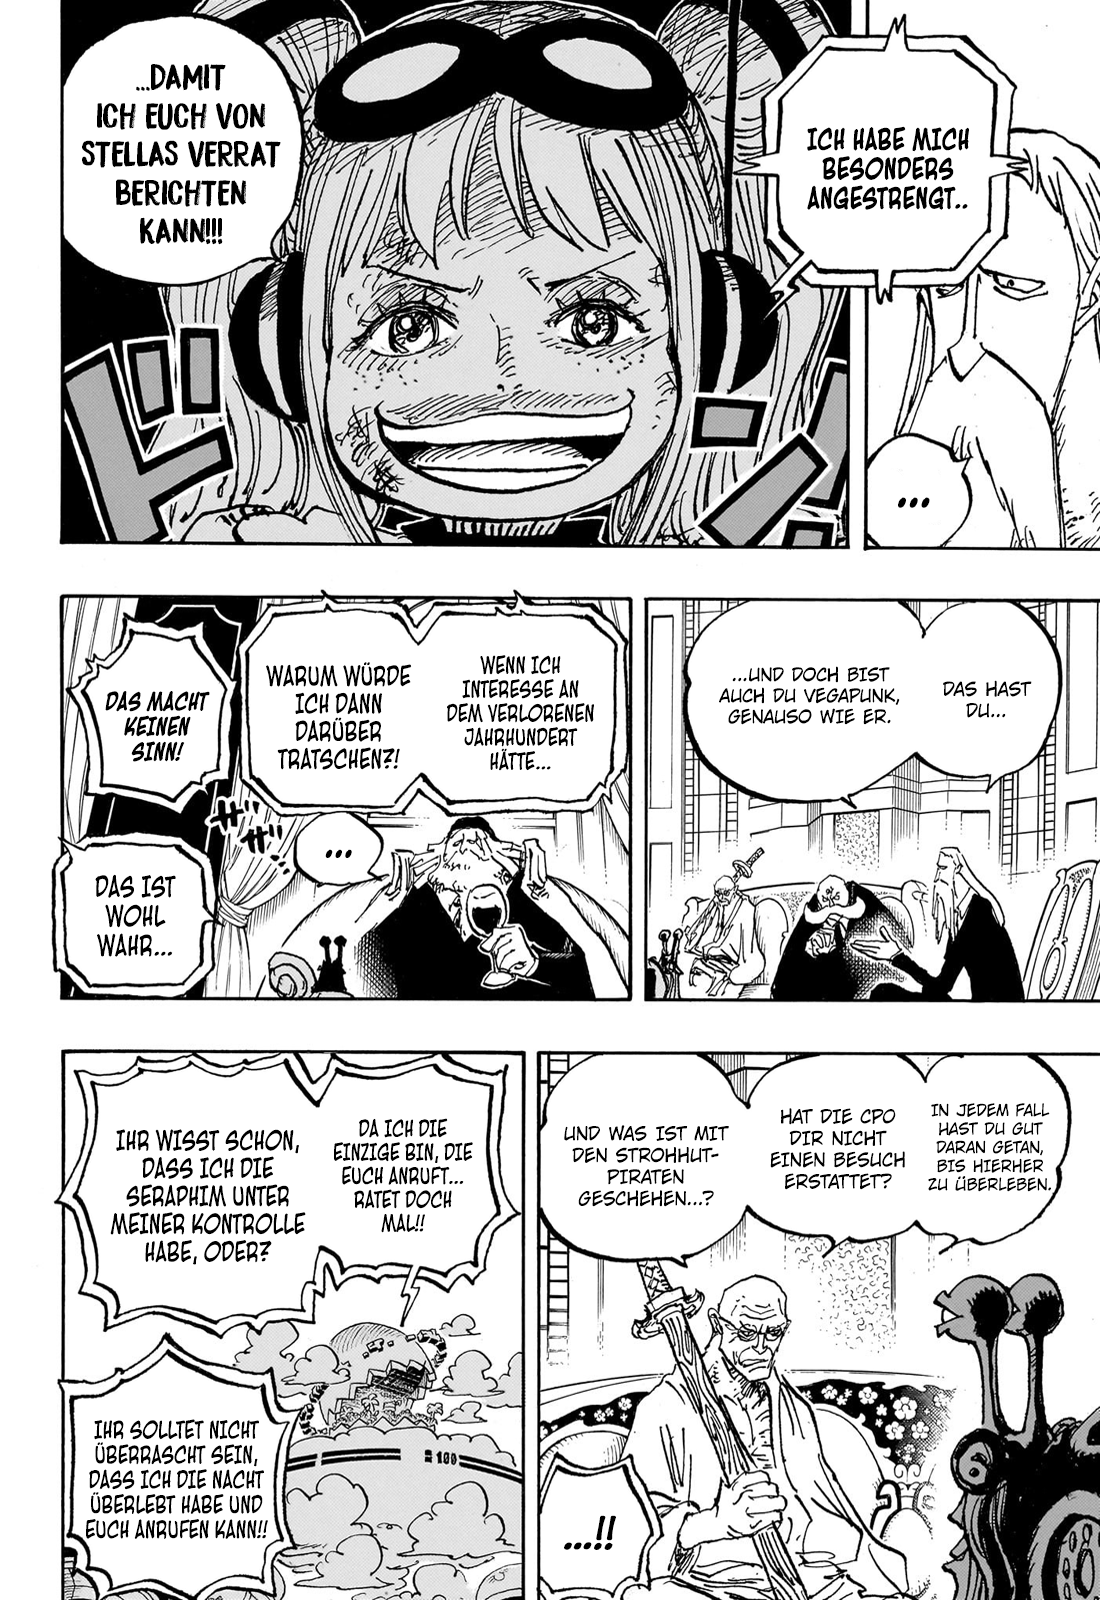 ICH HABE MICH
BESONDERS
ANGESTRENGT..
...
...DAMIT
ICH EUCH VON
STELLAS VERRAT
BERICHTEN
KANN!!!
ドン
DAS HAST
DU...
...UND DOCH BIST
AUCH DU VEGAPUNK,
GENAUSO WIE ER.
WENN ICH
INTERESSE AN
DEM VERLORENEN
JAHRHUNDERT
HÄTTE...
WARUM WÜRDE
ICH DANN
DARÜBER
TRATSCHEN?!
DAS MACHT
KEINEN
SINN!
...
DAS IST
WOHL
WAHR...
IN JEDEM FALL
HAST DU GUT
DARAN GETAN,
BIS HIERHER
ZU ÜBERLEBEN.
HAT DIE CPO
DIR NICHT
EINEN BESUCH
ERSTATTET?
UND WAS IST MIT
DEN STROHHUT-
PIRATEN
GESCHEHEN...?
6
...!!
DA ICH DIE
EINZIGE BIN, DIE
EUCH ANRUFT...
RATET DOCH
MAL!!
IHR WISST SCHON,
DASS ICH DIE
SERAPHIM UNTER
MEINER KONTROLLE
HABE, ODER?
100
IHR SOLLTET NICHT
ÜBERRASCHT SEIN,
DASS ICH DIE NACHT
ÜBERLEBT HABE UND
EUCH ANRUFEN KANN!!